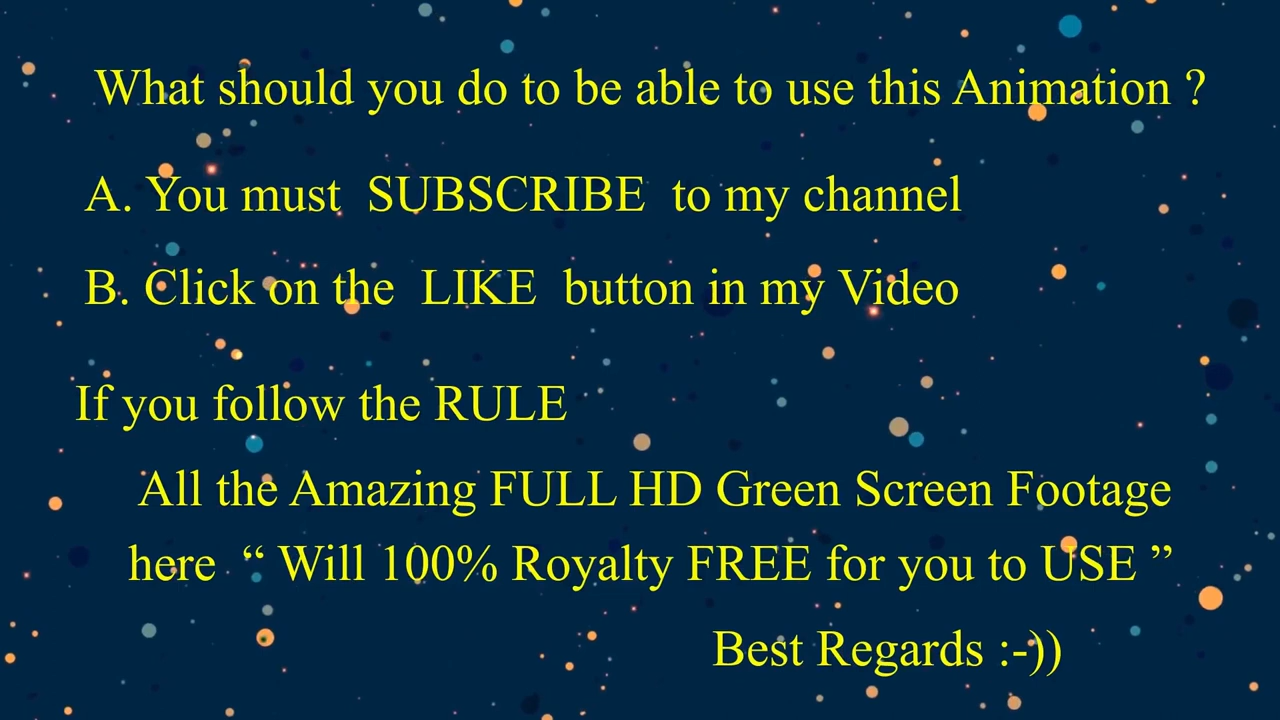 What should you do to be able to use this Animation ?
A. You must SUBSCRIBE to my channel
B. Click on the LIKE button in my Video
If you follow the RULE
All the Amazing FULL HD Green Screen Footage
here “ Will 100% Royalty FREE for you to USE ”
Best Regards :-))